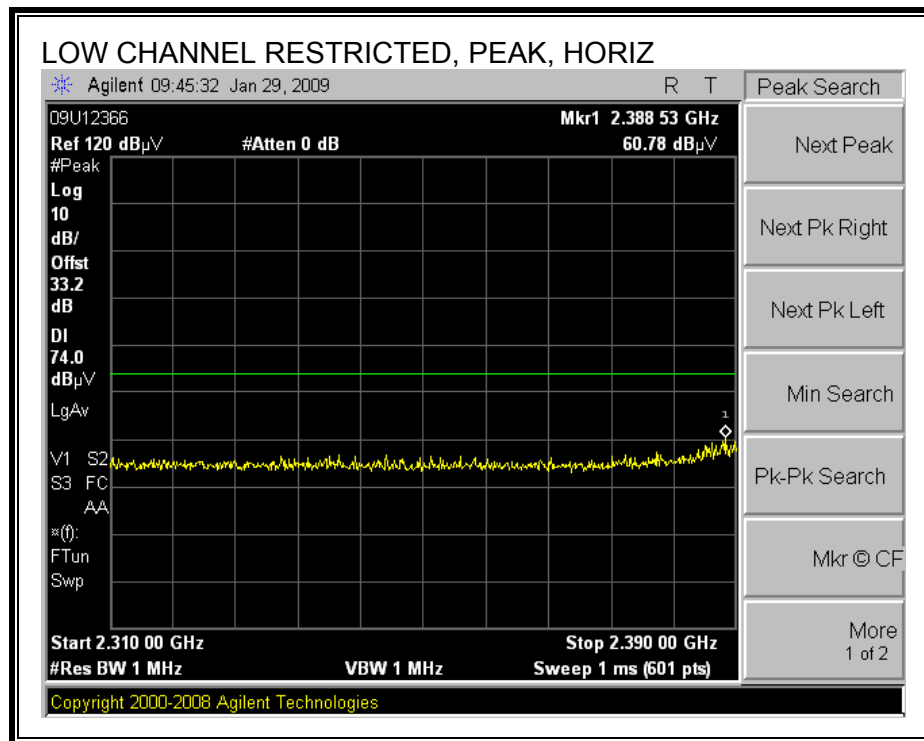 LOW CHANNEL RESTRICTED, PEAK, HORIZ
Agilent 09:45:32 Jan 29, 2009 R T
Peak Search
09U12366
Mkr1 2.388 53 GHz
Ref 120 dBµV #Atten 0 dB 60.78 dBµV
#Peak
Log
10
dB/
Offst
33.2
dB
DI
74.0
dBµV
LgAv
1
V1 S2
S3 FC
AA
¤(f):
FTun
Swp
Start 2.310 00 GHz Stop 2.390 00 GHz
#Res BW 1 MHz VBW 1 MHz Sweep 1 ms (601 pts)
Next Peak
Next Pk Right
Next Pk Left
Min Search
Pk-Pk Search
Mkr © CF
More
1 of 2
Copyright 2000-2008 Agilent Technologies